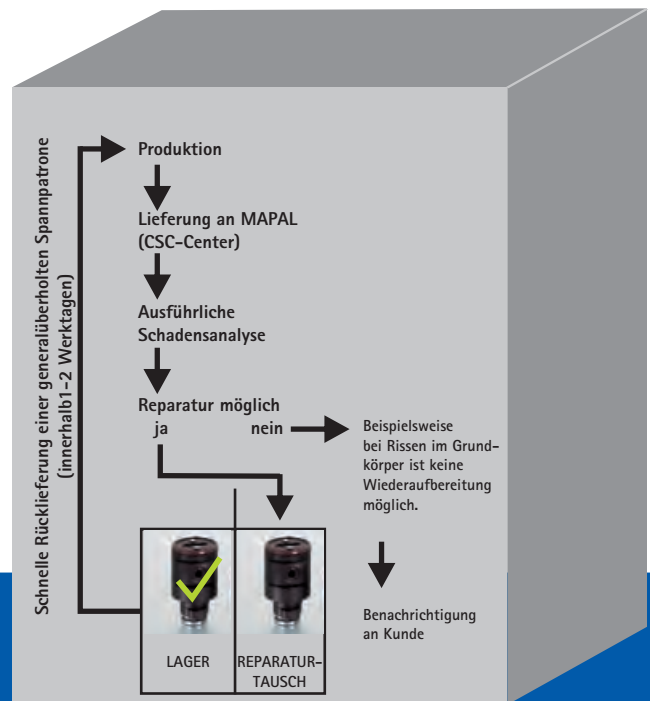 Schnelle Rücklieferung einer generalüberholten Spannpatrone
(innerhalb1-2 Werktagen)
Produktion
Lieferung an MAPAL
(CSC-Center)
Ausführliche
Schadensanalyse
Reparatur möglich
ja nein
Beispielsweise
bei Rissen im Grund-
körper ist keine
Wiederaufbereitung
möglich.
Benachrichtigung
an Kunde
LAGER
REPARATUR-
TAUSCH